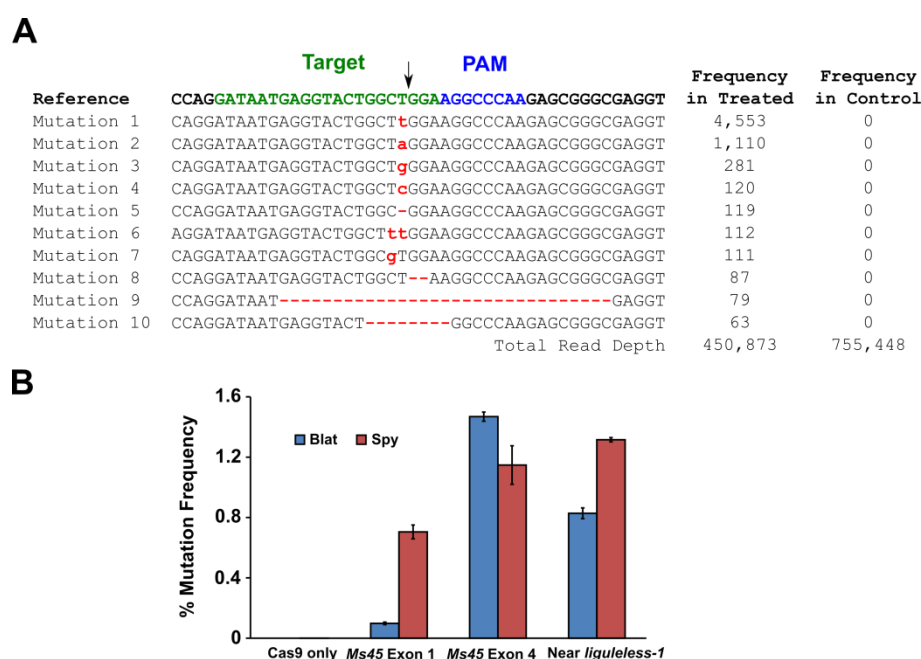 A
Target PAM
Frequency in Treated
Frequency in Control
Reference CCAGGATAATGAGGTACTGGCTGGAAGGCCCAAGAGCGGGCGAGGT
Mutation 1 CAGGATAATGAGGTACTGGCTtGGAAGGCCCAAGAGCGGGCGAGGT 4,553 0
Mutation 2 CAGGATAATGAGGTACTGGCTaGGAAGGCCCAAGAGCGGGCGAGGT 1,110 0
Mutation 3 CAGGATAATGAGGTACTGGCTgGGAAGGCCCAAGAGCGGGCGAGGT 281 0
Mutation 4 CAGGATAATGAGGTACTGGCTcGGAAGGCCCAAGAGCGGGCGAGGT 120 0
Mutation 5 CCAGGATAATGAGGTACTGGC-GGAAGGCCCAAGAGCGGGCGAGGT 119 0
Mutation 6 AGGATAATGAGGTACTGGCTttGGAAGGCCCAAGAGCGGGCGAGGT 112 0
Mutation 7 CAGGATAATGAGGTACTGGCgTGGAAGGCCCAAGAGCGGGCGAGGT 111 0
Mutation 8 CCAGGATAATGAGGTACTGGCT--AAGGCCCAAGAGCGGGCGAGGT 87 0
Mutation 9 CCAGGATAAT-------------------------------GAGGT 79 0
Mutation 10 CCAGGATAATGAGGTACT--------GGCCCAAGAGCGGGCGAGGT 63 0
Total Read Depth 450,873 755,448
B
% Mutation Frequency
1.6
1.2
0.8
0.4
0
Blat Spy
Cas9 only Ms45 Exon 1 Ms45 Exon 4 Near liguleless-1